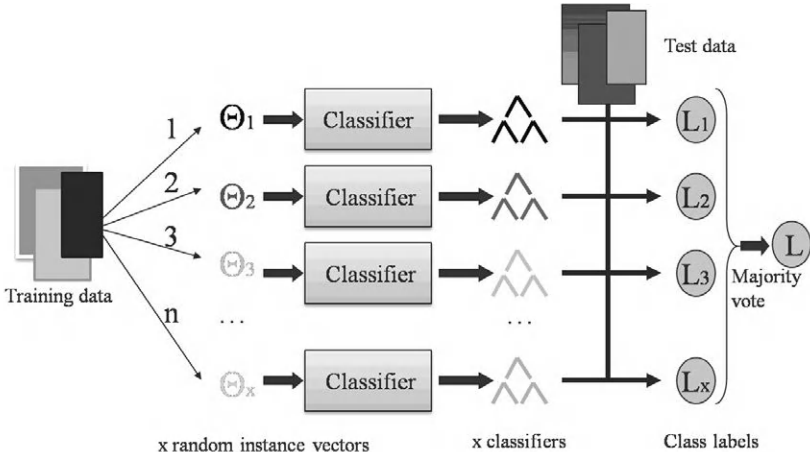 Test data
1
Θ1
Classifier
L1
2
Θ2
Classifier
L2
3
Θ3
Classifier
L3
Training data
L
Majority
vote
n
...
...
Θx
Classifier
Lx
x random instance vectors
x classifiers
Class labels